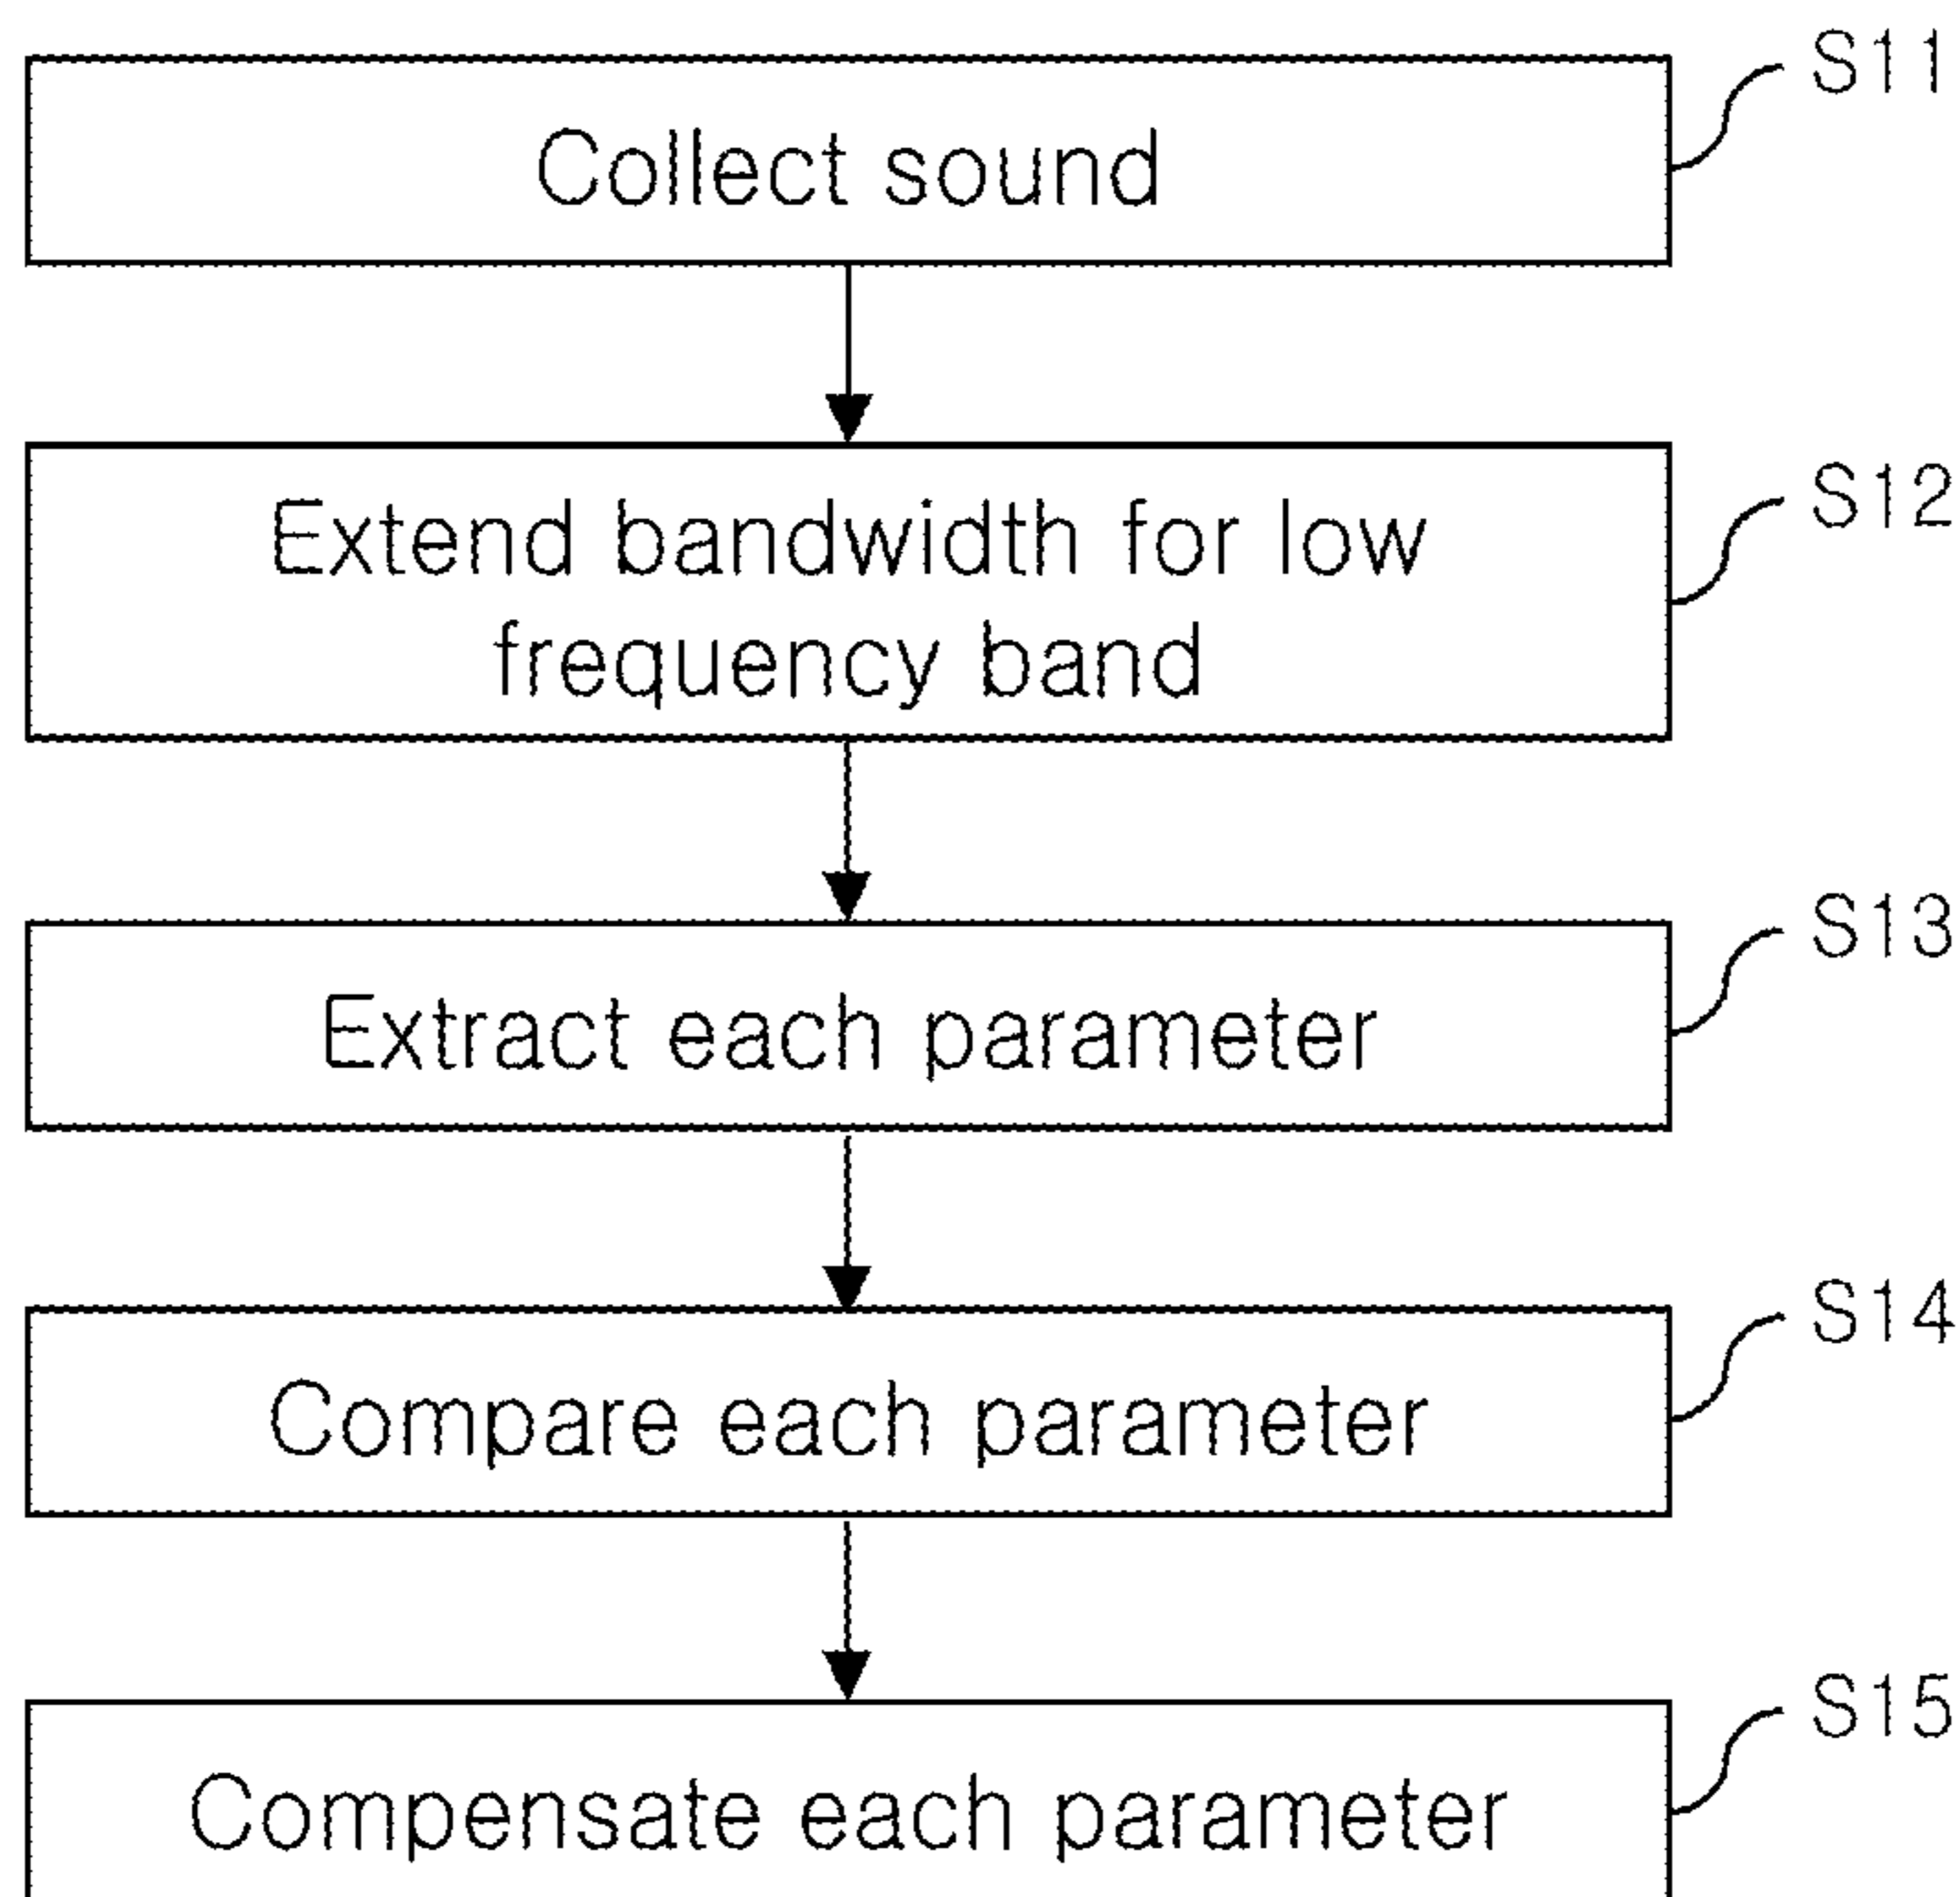 S11
Collect sound
S12
Extend bandwidth for low
frequency band
S13
Extract each parameter
S14
Compare each parameter
S15
Compensate each parameter